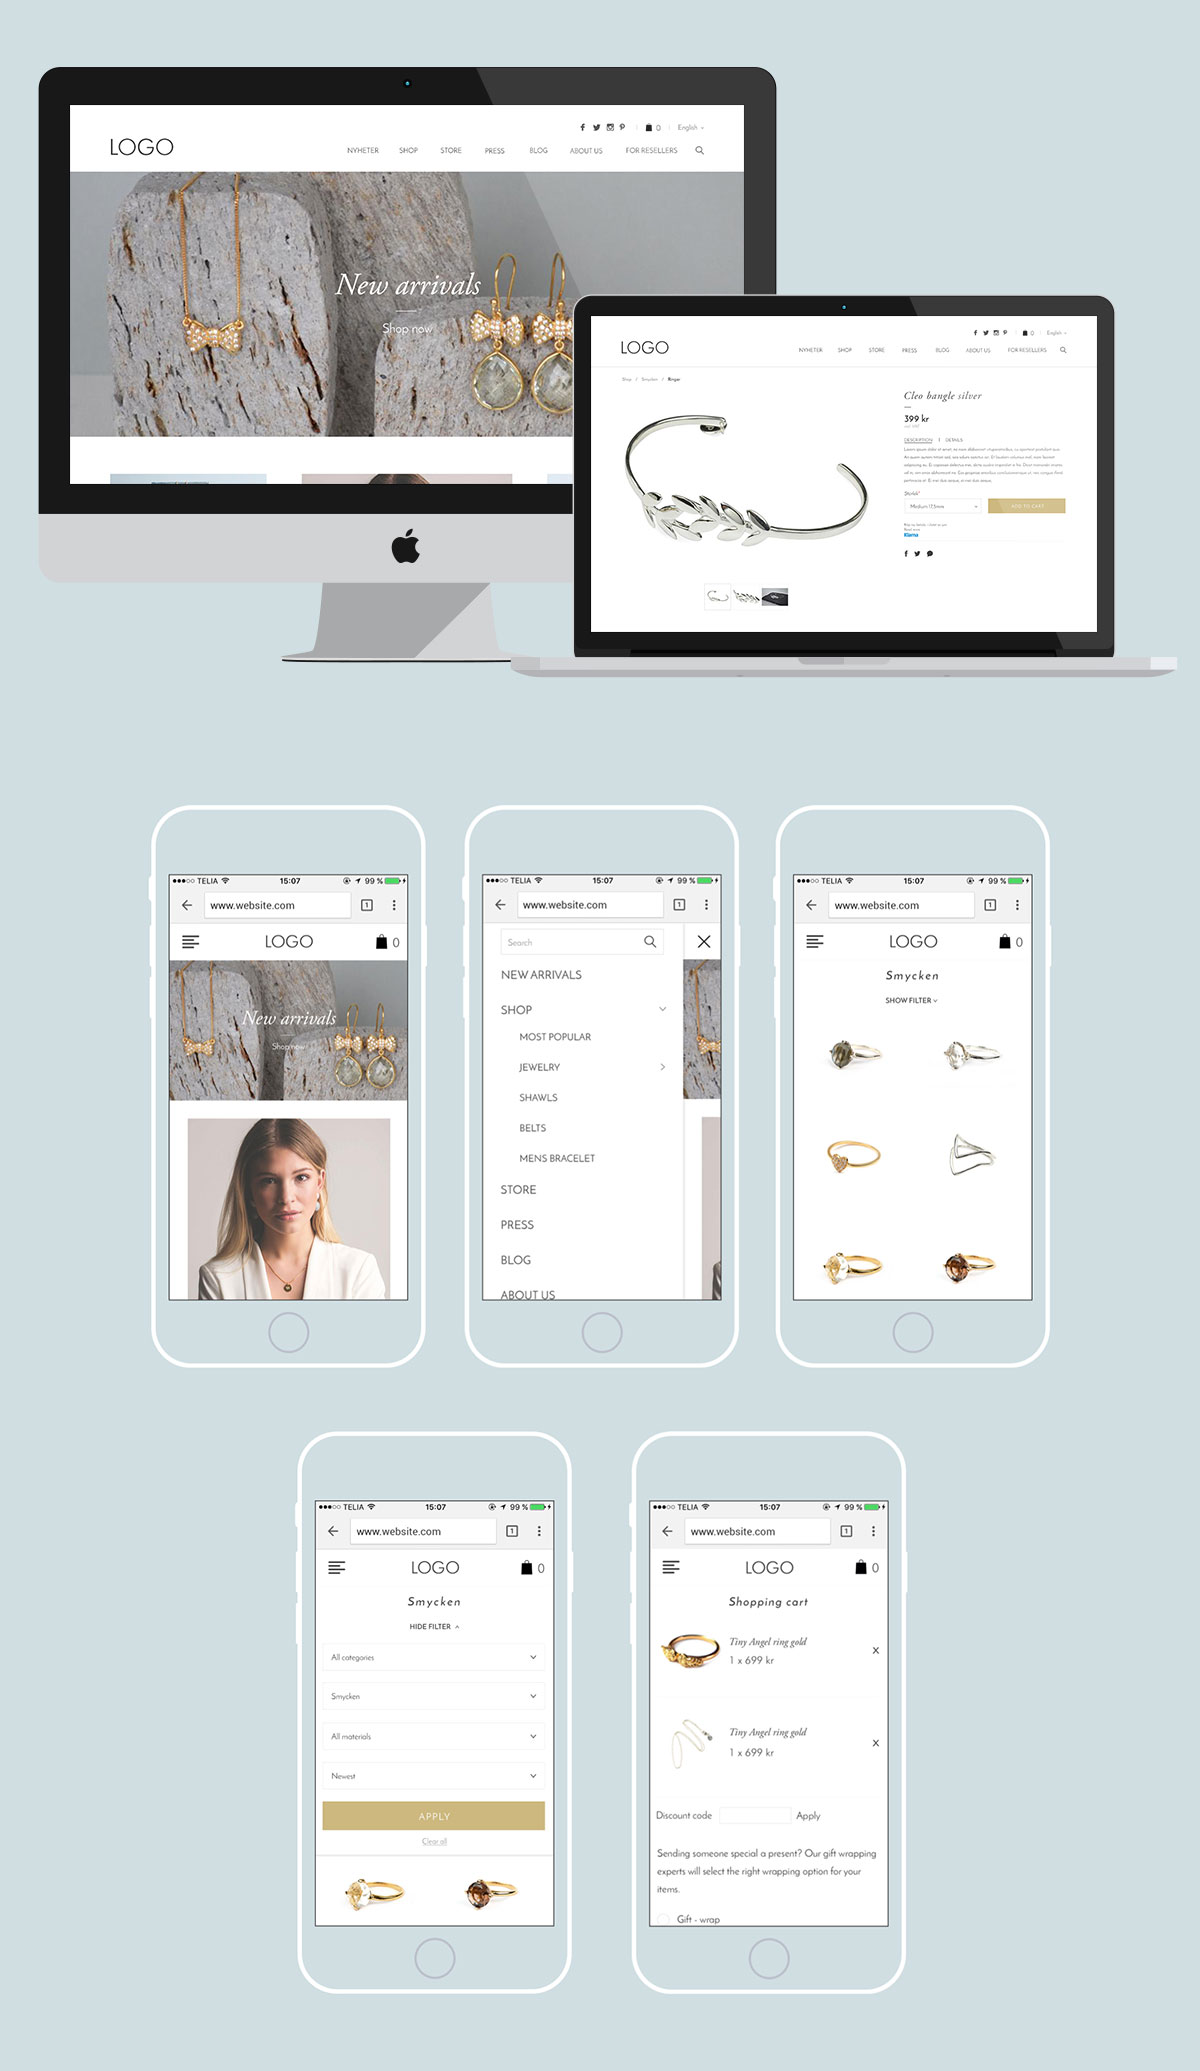 0 English
LOGO NYHETER SHOP STORE PRESS BLOG ABOUT US FOR RESELLERS
New arrivals
Shop now
0 English
LOGO NYHETER SHOP STORE PRESS BLOG ABOUT US FOR RESELLERS
Shop / Smycken / Ringar
Cleo bangle silver
399 kr
DESCRIPTION | DETAILS
Storlek*
Medium 17,5mm
ADD TO CART
Klarna
TELIA 15:07 99 %
www.website.com 1
LOGO 0
New arrivals
Shop now
TELIA 15:07 99 %
www.website.com 1
Search
NEW ARRIVALS
SHOP
MOST POPULAR
JEWELRY
SHAWLS
BELTS
MENS BRACELET
STORE
PRESS
BLOG
ABOUT US
TELIA 15:07 99 %
www.website.com 1
LOGO 0
Smycken
SHOW FILTER
TELIA 15:07 99 %
www.website.com 1
LOGO 0
Smycken
HIDE FILTER
All categories
Smycken
All materials
Newest
APPLY
Clear all
TELIA 15:07 99 %
www.website.com 1
LOGO 0
Shopping cart
Tiny Angel ring gold
1 x 699 kr
X
Tiny Angel ring gold
1 x 699 kr
X
Discount code Apply
Sending someone special a present? Our gift wrapping
experts will select the right wrapping option for your
items.
Gift - wrap